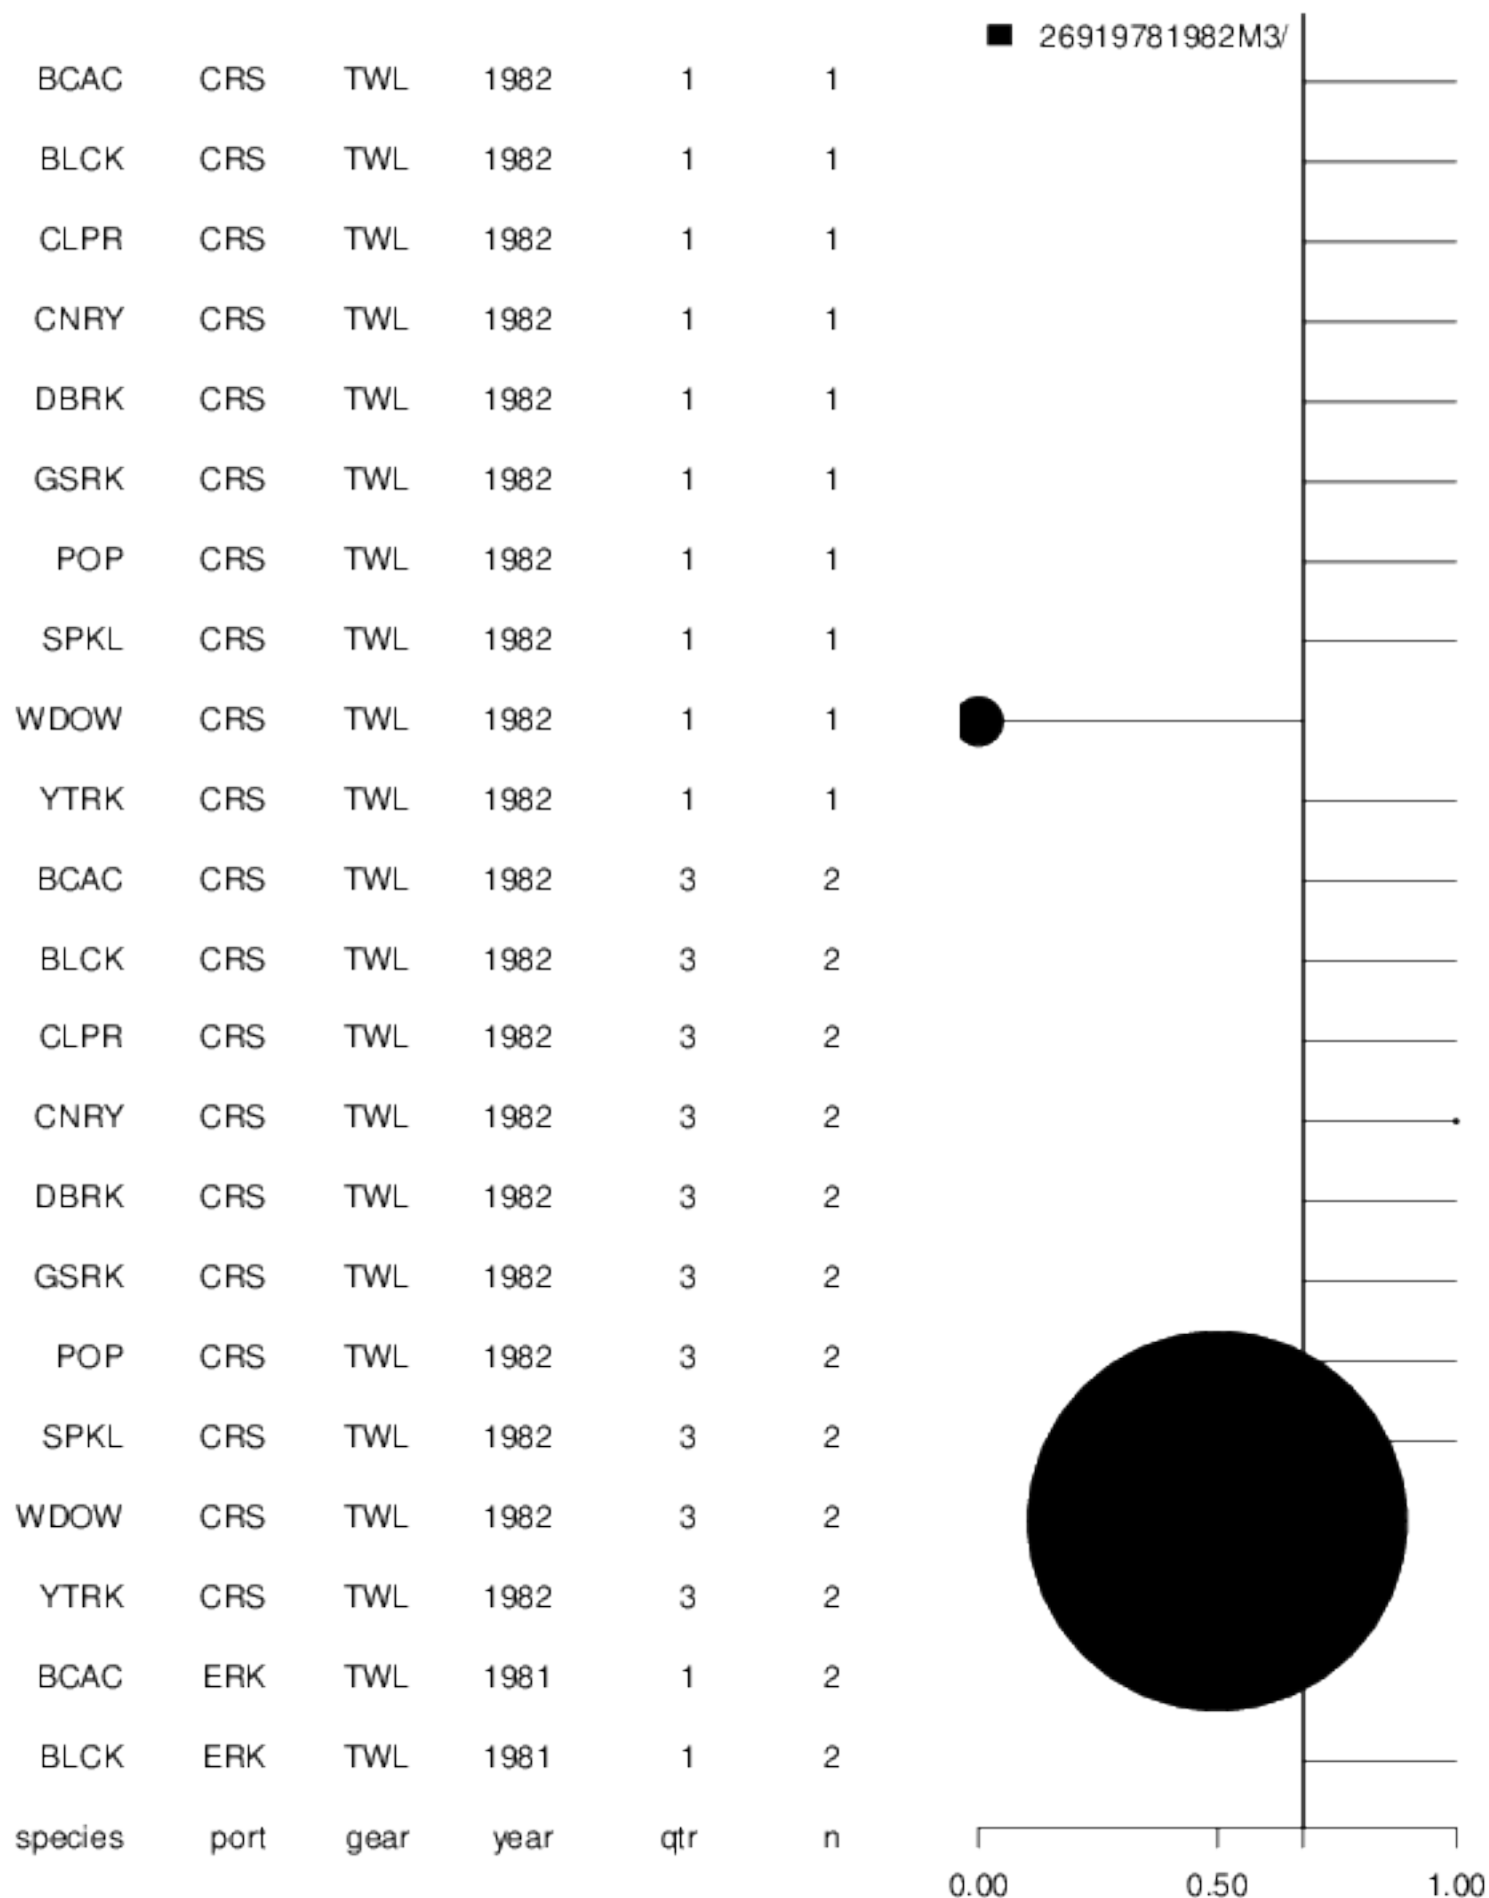 26919781982M3/
BCAC CRS TWL 1982 1 1
BLCK CRS TWL 1982 1 1
CLPR CRS TWL 1982 1 1
CNRY CRS TWL 1982 1 1
DBRK CRS TWL 1982 1 1
GSRK CRS TWL 1982 1 1
POP CRS TWL 1982 1 1
SPKL CRS TWL 1982 1 1
WDOW CRS TWL 1982 1 1
YTRK CRS TWL 1982 1 1
BCAC CRS TWL 1982 3 2
BLCK CRS TWL 1982 3 2
CLPR CRS TWL 1982 3 2
CNRY CRS TWL 1982 3 2
DBRK CRS TWL 1982 3 2
GSRK CRS TWL 1982 3 2
POP CRS TWL 1982 3 2
SPKL CRS TWL 1982 3 2
WDOW CRS TWL 1982 3 2
YTRK CRS TWL 1982 3 2
BCAC ERK TWL 1981 1 2
BLCK ERK TWL 1981 1 2
species port gear year qtr n
0.00 0.50 1.00